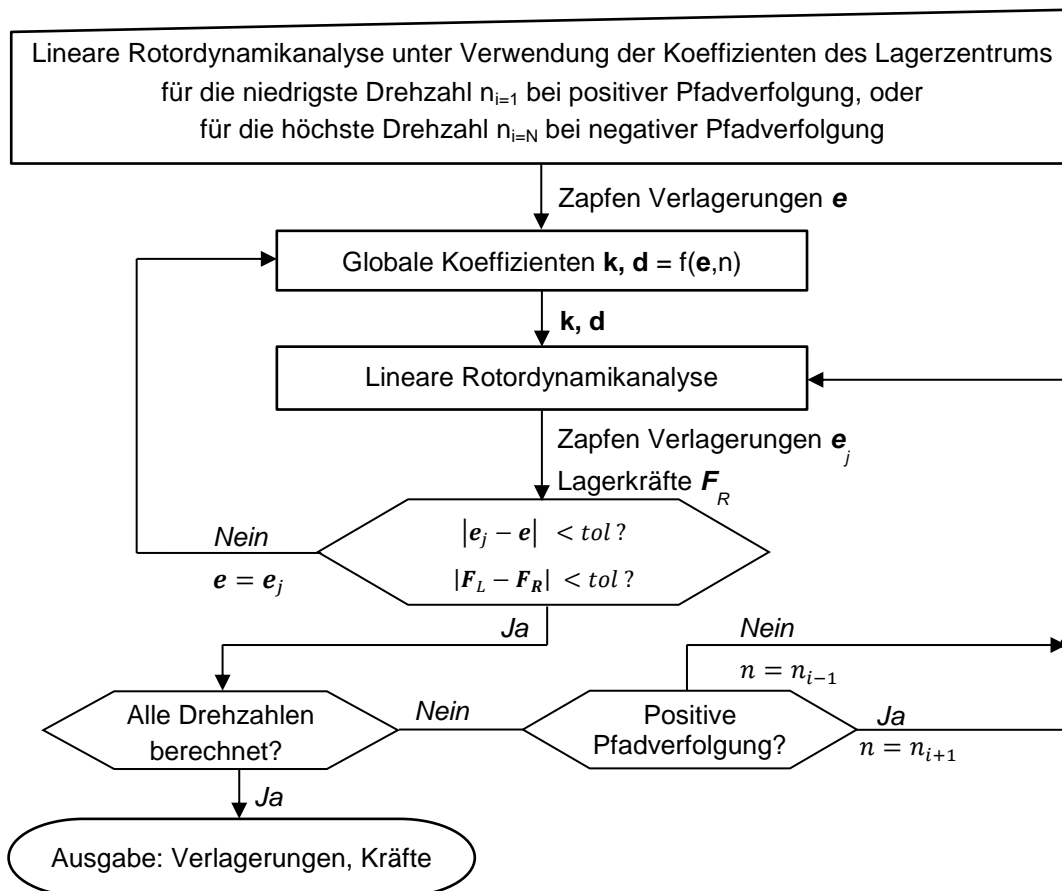 Lineare Rotordynamikanalyse unter Verwendung der Koeffizienten des Lagerzentrums
für die niedrigste Drehzahl n_{i=1} bei positiver Pfadverfolgung, oder
für die höchste Drehzahl n_{i=N} bei negativer Pfadverfolgung
Zapfen Verlagerungen e
Globale Koeffizienten k, d = f(e,n)
k, d
Lineare Rotordynamikanalyse
Zapfen Verlagerungen e_j
Lagerkräfte F_R
|e_j − e| < tol ?
|F_L − F_R| < tol ?
Nein
e = e_j
Ja
Alle Drehzahlen
berechnet?
Nein
Positive
Pfadverfolgung?
Nein
n = n_{i−1}
Ja
n = n_{i+1}
Ja
Ausgabe: Verlagerungen, Kräfte